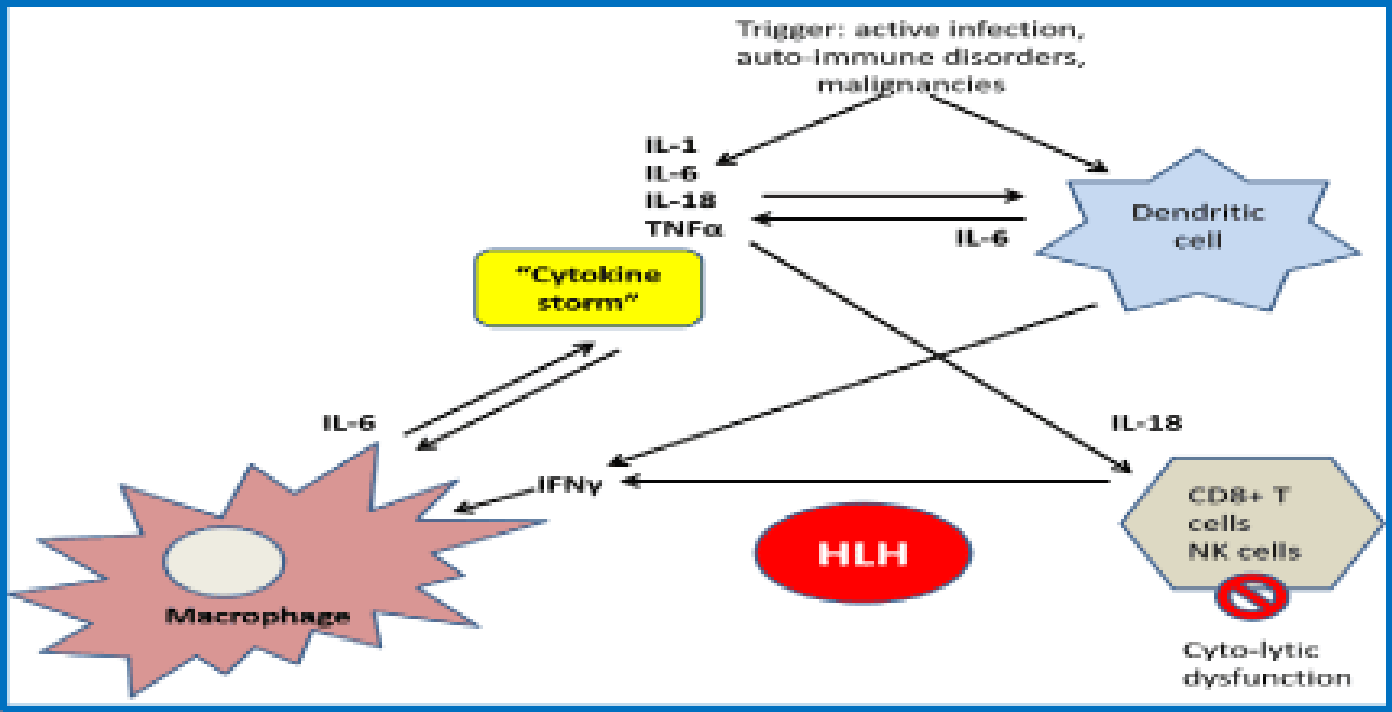 Trigger: active infection,
auto-immune disorders,
malignancies
IL-1
IL-6
IL-18
TNFα
IL-6
Dendritic
cell
“Cytokine
storm”
IL-6
IL-18
IFNγ
CD8+ T
cells
NK cells
HLH
Macrophage
Cyto-lytic
dysfunction